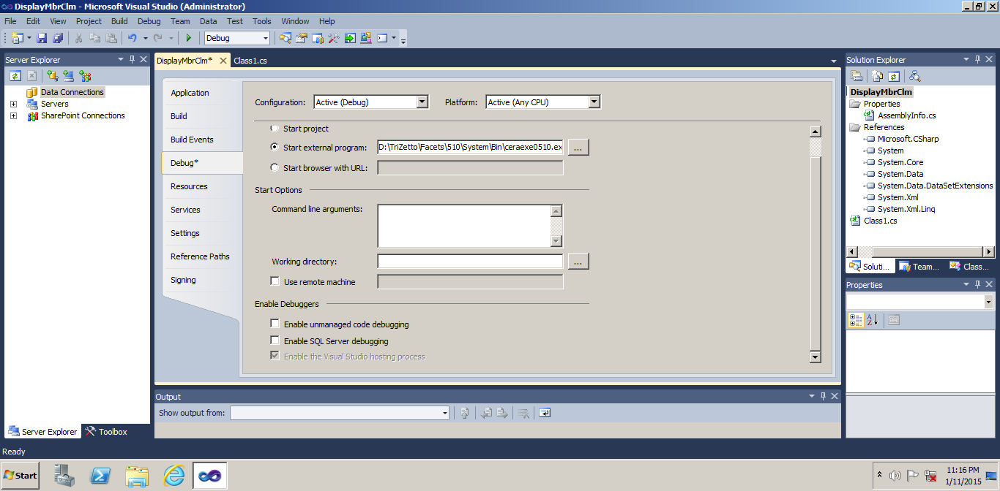 DisplayMbrClm - Microsoft Visual Studio (Administrator)
File Edit View Project Build Debug Team Data Test Tools Window Help
Debug
Server Explorer
Data Connections
Servers
SharePoint Connections
Server Explorer Toolbox
DisplayMbrClm* Class1.cs
Application
Build
Build Events
Debug*
Resources
Services
Settings
Reference Paths
Signing
Configuration: Active (Debug) Platform: Active (Any CPU)
Start project
Start external program: D:\TriZetto\Facets\510\System\Bin\ceraexe0510.ex ...
Start browser with URL:
Start Options
Command line arguments:
Working directory: ...
Use remote machine
Enable Debuggers
Enable unmanaged code debugging
Enable SQL Server debugging
Enable the Visual Studio hosting process
Output
Show output from:
Solution Explorer
DisplayMbrClm
Properties
AssemblyInfo.cs
References
Microsoft.CSharp
System
System.Core
System.Data
System.Data.DataSetExtensions
System.Xml
System.Xml.Linq
Class1.cs
Soluti... Team... Class...
Properties
Ready
Start
11:16 PM
1/11/2015